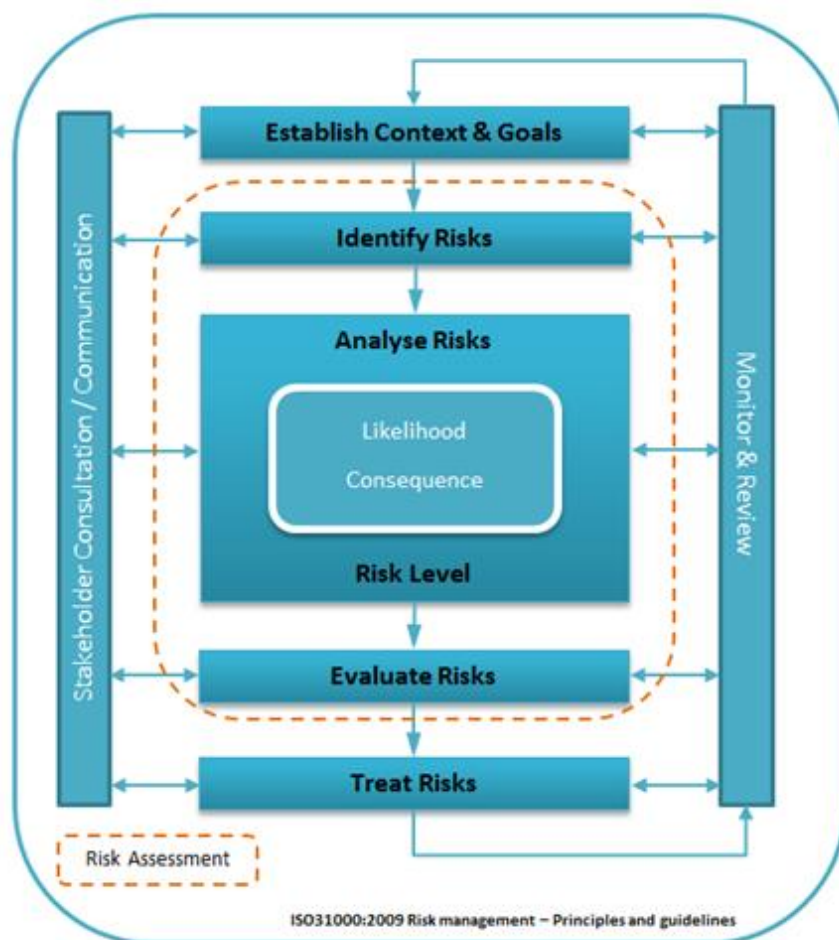 Establish Context & Goals
Identify Risks
Analyse Risks
Likelihood
Consequence
Risk Level
Evaluate Risks
Treat Risks
Stakeholder Consultation / Communication
Monitor & Review
Risk Assessment
ISO31000:2009 Risk management – Principles and guidelines